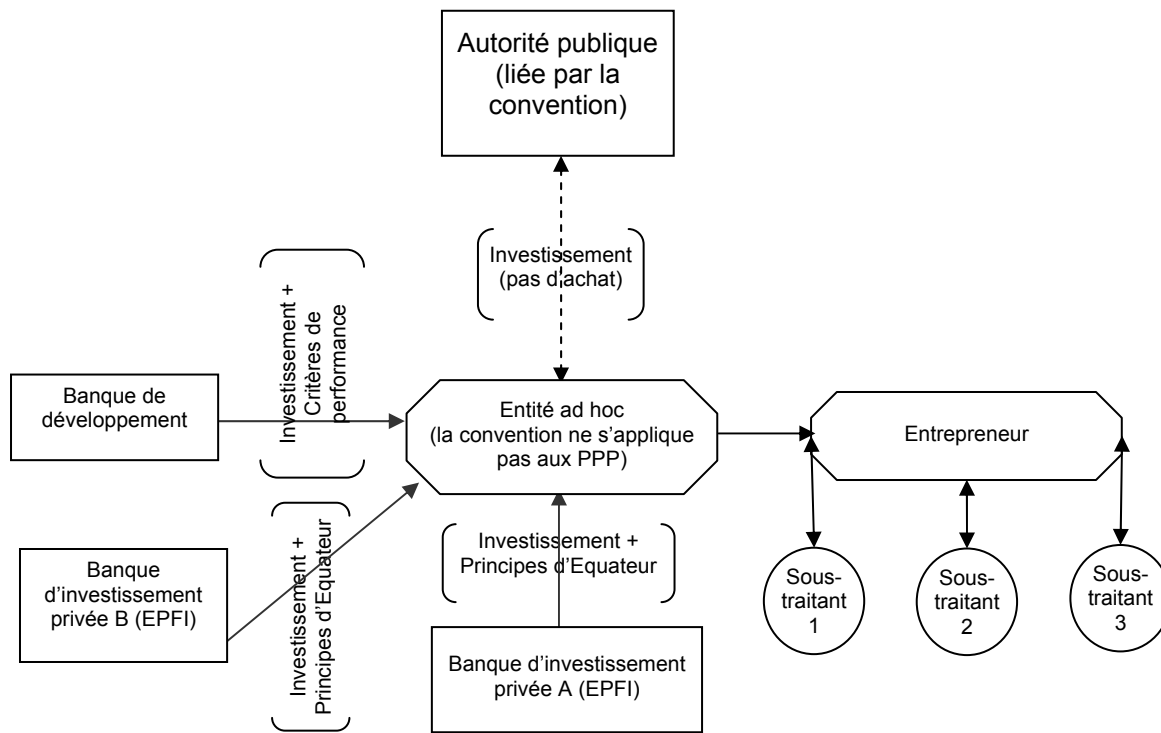 Autorité publique
(liée par la
convention)
Investissement
(pas d'achat)
Investissement +
Critères de
performance
Banque de
développement
Entité ad hoc
(la convention ne s'applique
pas aux PPP)
Entrepreneur
Banque
d'investissement
privée B (EPFI)
Investissement +
Principes d'Equateur
Investissement +
Principes d'Equateur
Banque d'investissement
privée A (EPFI)
Sous-
traitant
1
Sous-
traitant
2
Sous-
traitant
3